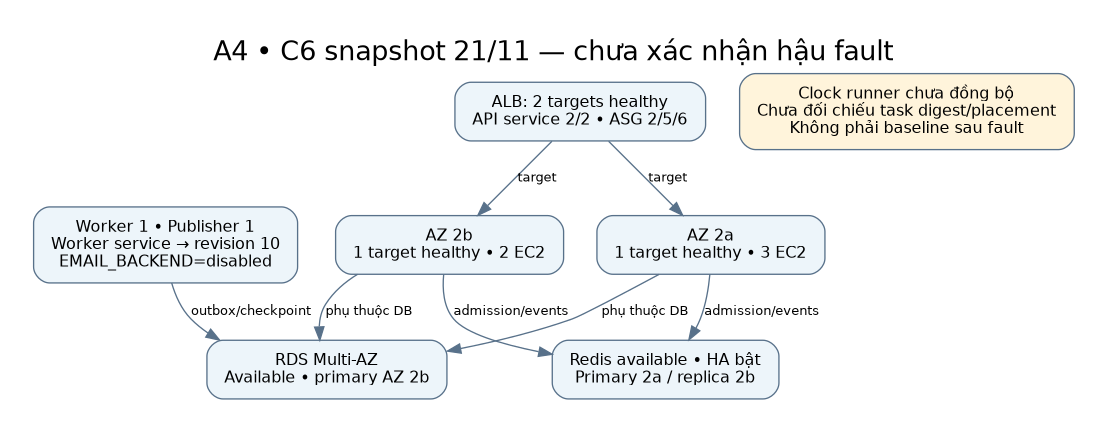 A4 • C6 snapshot 21/11 — chưa xác nhận hậu fault
ALB: 2 targets healthy
API service 2/2 • ASG 2/5/6
Clock runner chưa đồng bộ
Chưa đối chiếu task digest/placement
Không phải baseline sau fault
target
target
Worker 1 • Publisher 1
Worker service → revision 10
EMAIL_BACKEND=disabled
AZ 2b
1 target healthy • 2 EC2
AZ 2a
1 target healthy • 3 EC2
outbox/checkpoint
phụ thuộc DB
admission/events
phụ thuộc DB
admission/events
RDS Multi-AZ
Available • primary AZ 2b
Redis available • HA bật
Primary 2a / replica 2b